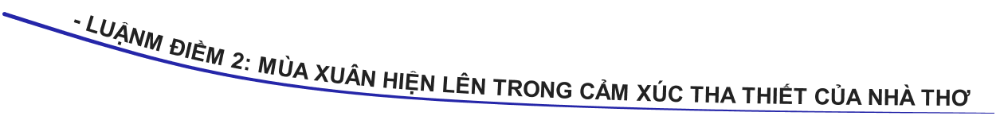 - LUẬNM ĐIỀM 2: MÙA XUÂN HIỆN LÊN TRONG CẢM XÚC THA THIẾT CỦA NHÀ THƠ